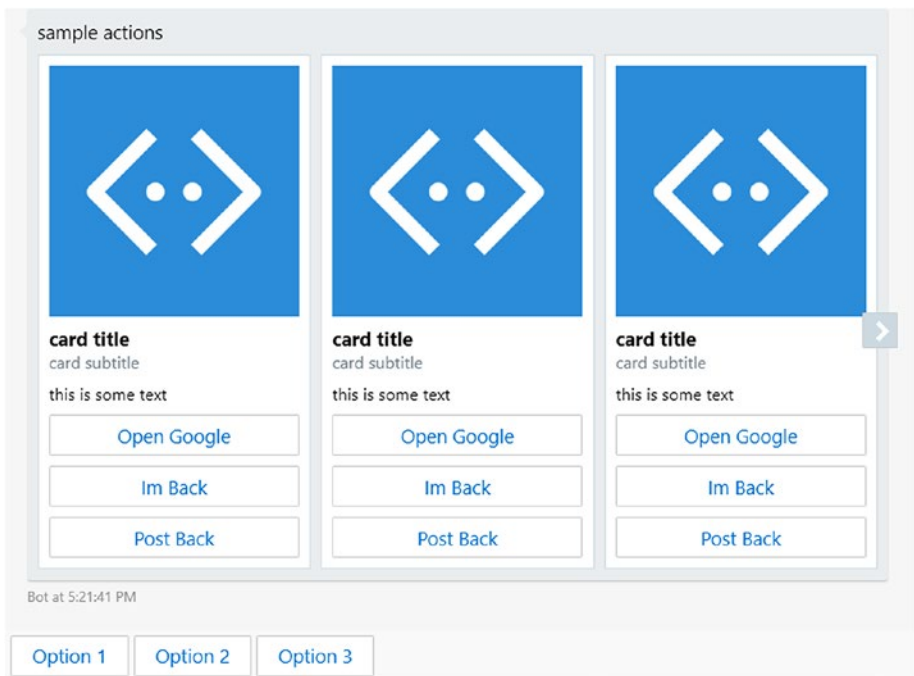 sample actions
card title
card subtitle
this is some text
Open Google
Im Back
Post Back
card title
card subtitle
this is some text
Open Google
Im Back
Post Back
card title
card subtitle
this is some text
Open Google
Im Back
Post Back
Bot at 5:21:41 PM
Option 1
Option 2
Option 3